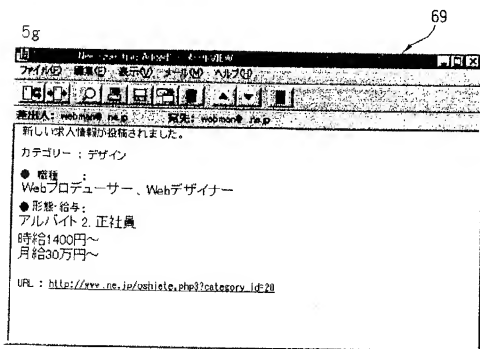 69
5g
ファイル(F) 編集(E) 表示(V) メール(M) ヘルプ(H)
差出人: webmon@ ne.jp 宛先: webmon@ ne.jp
新しい求人情報が投稿されました。
カテゴリー : デザイン
● 職種 :
Webプロデューサー 、Webデザイナー
● 形態・給与:
アルバイト 2. 正社員
時給1400円～
月給30万円～
URL : http://www.ne.jp/oshiete.php3?category_id=20